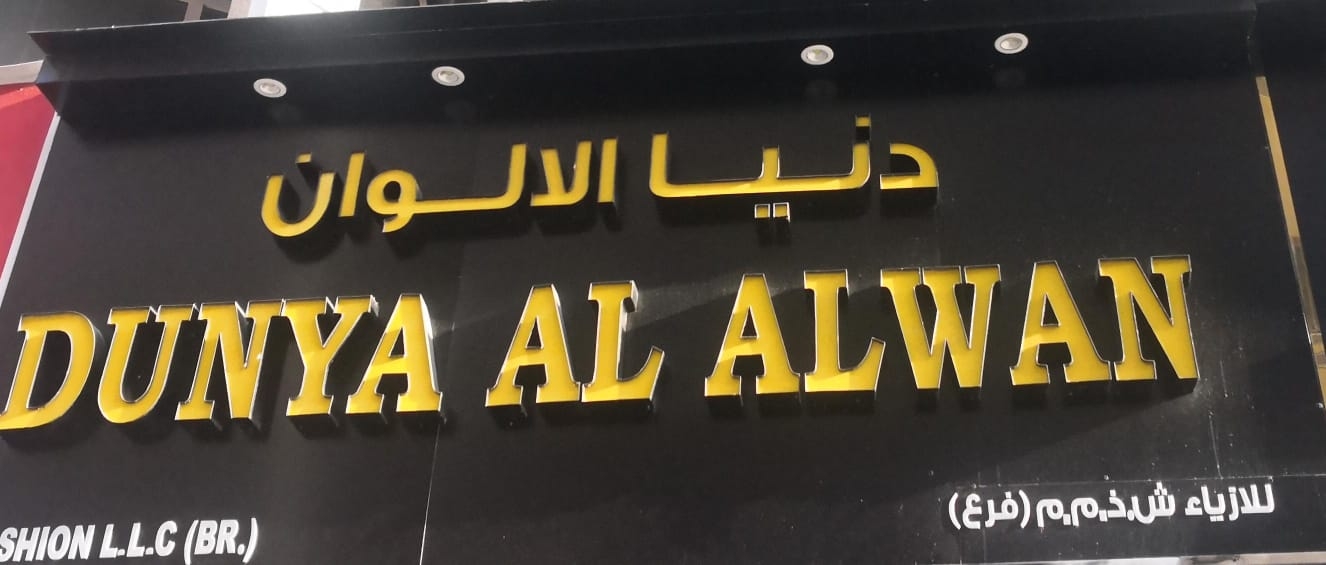 دنيا الالوان
DUNYA AL ALWAN
SHION L.L.C (BR.)
للازياء ش.ذ.م.م (فرع)